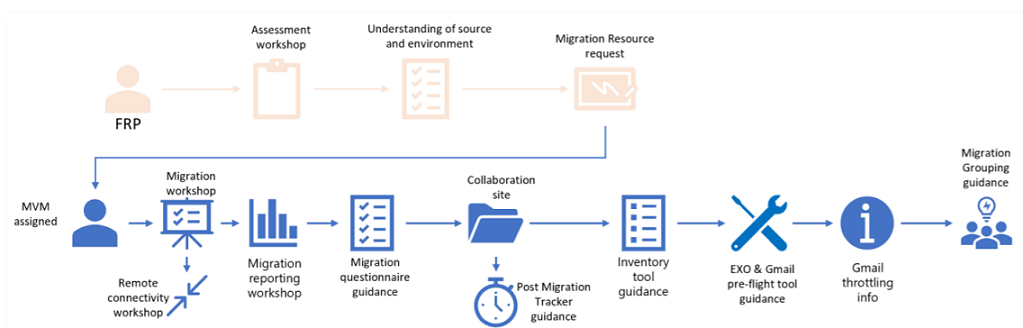 Assessment
workshop
Understanding of source
and environment
Migration Resource
request
FRP
MVM
assigned
Migration
workshop
Remote
connectivity
workshop
Migration
reporting
workshop
Migration
questionnaire
guidance
Collaboration
site
Post Migration
Tracker
guidance
Inventory
tool
guidance
EXO & Gmail
pre-flight tool
guidance
Gmail
throttling
info
Migration
Grouping
guidance